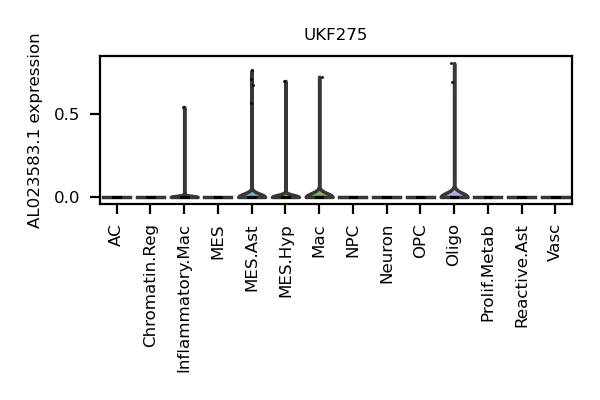 UKF275
AL023583.1 expression
0.5
0.0
AC
Chromatin.Reg
Inflammatory.Mac
MES
MES.Ast
MES.Hyp
Mac
NPC
Neuron
OPC
Oligo
Prolif.Metab
Reactive.Ast
Vasc